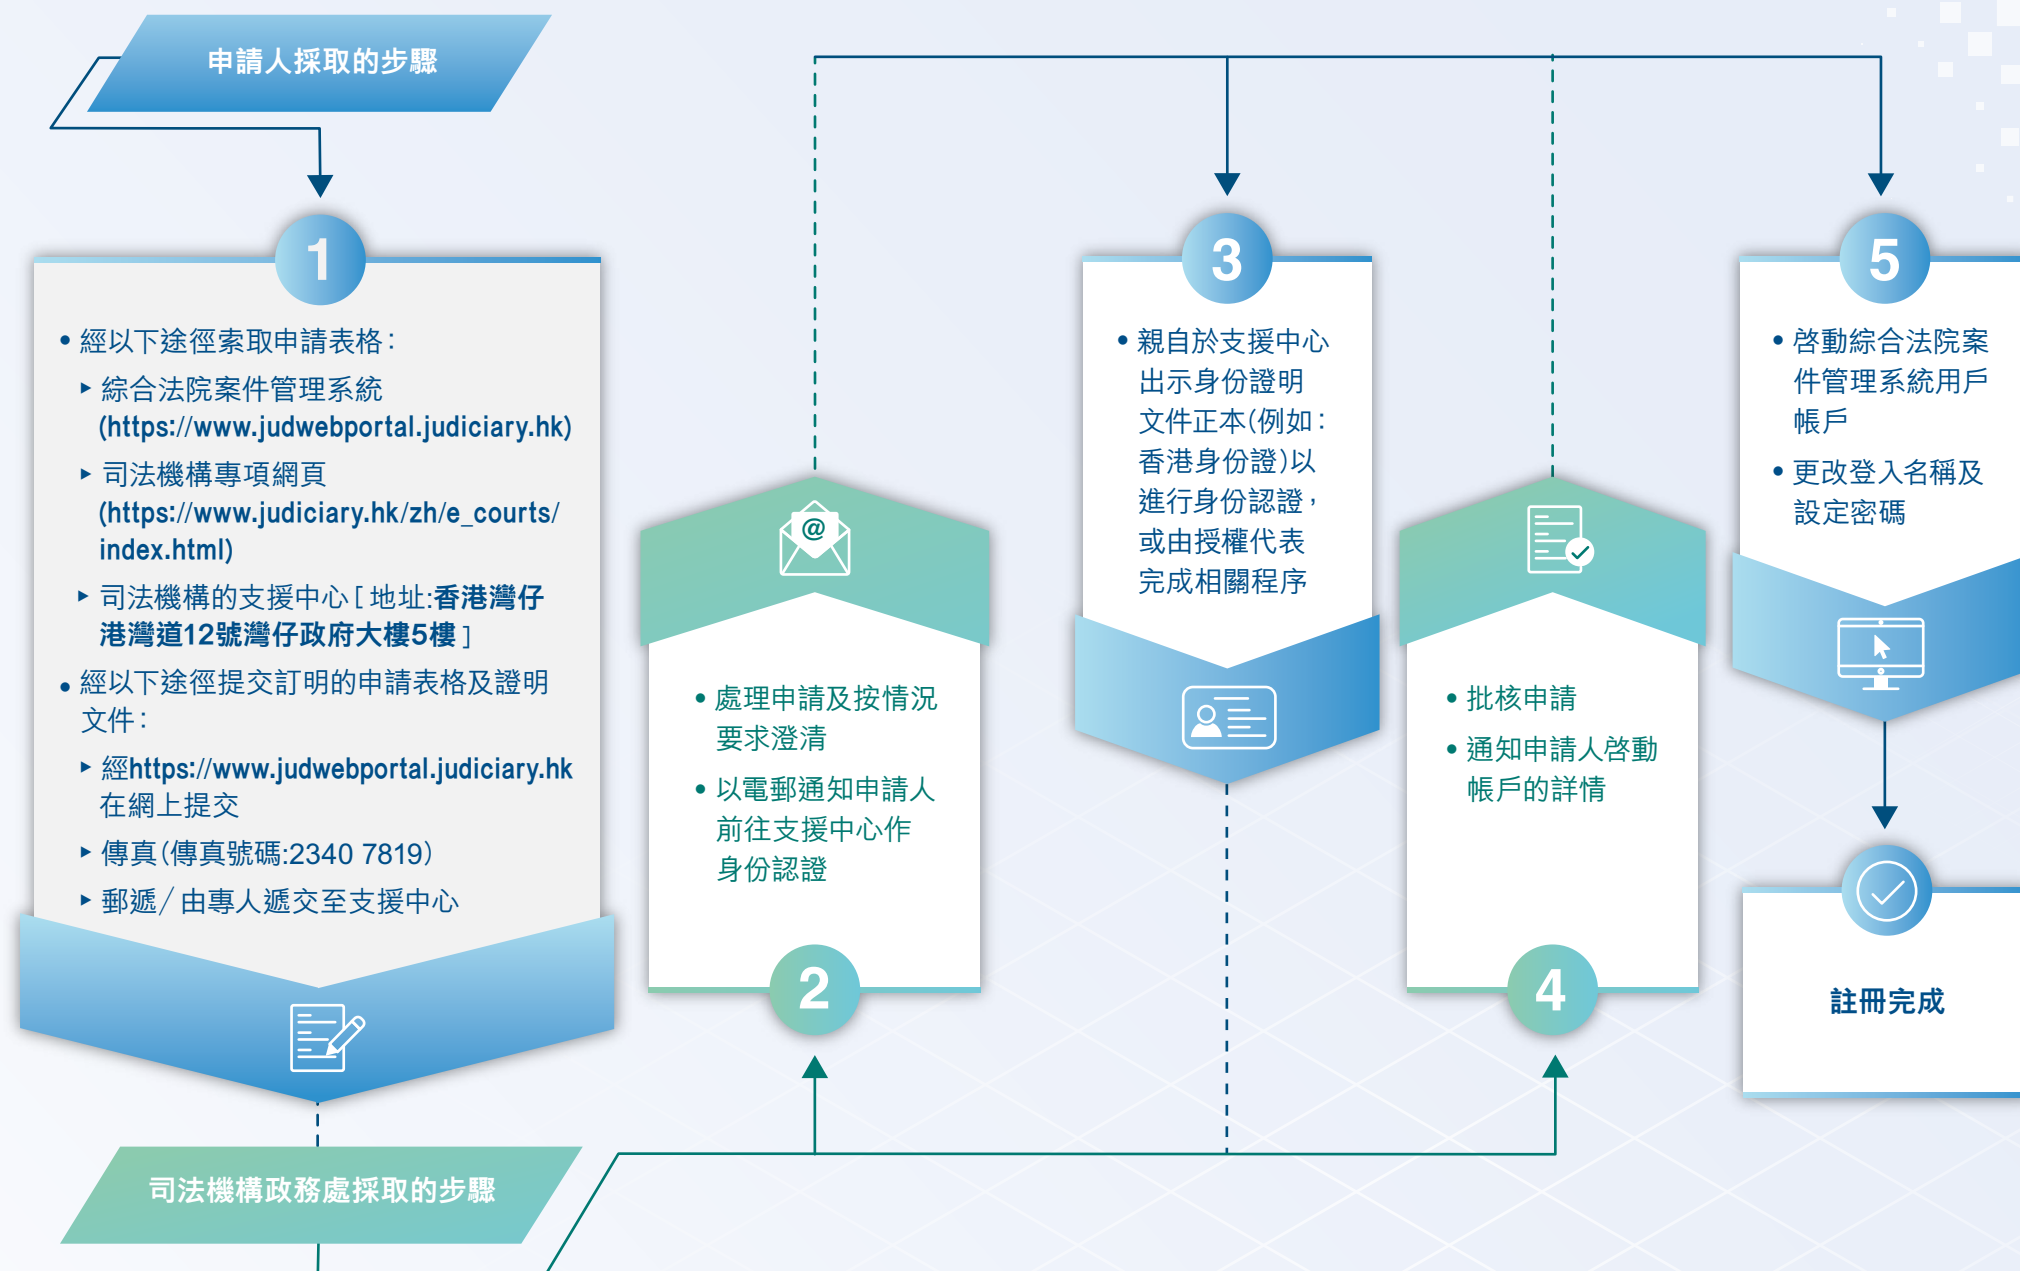 申請人採取的步驟
1
• 經以下途徑索取申請表格：
▸ 綜合法院案件管理系統
(https://www.judwebportal.judiciary.hk)
▸ 司法機構專項網頁
(https://www.judiciary.hk/zh/e_courts/
index.html)
▸ 司法機構的支援中心［地址:香港灣仔
港灣道12號灣仔政府大樓5樓］
• 經以下途徑提交訂明的申請表格及證明
文件：
▸ 經https://www.judwebportal.judiciary.hk
在網上提交
▸ 傳真（傳真號碼:2340 7819）
▸ 郵遞／由專人遞交至支援中心
司法機構政務處採取的步驟
@
• 處理申請及按情況
要求澄清
• 以電郵通知申請人
前往支援中心作
身份認證
2
3
• 親自於支援中心
出示身份證明
文件正本（例如：
香港身份證）以
進行身份認證，
或由授權代表
完成相關程序
• 批核申請
• 通知申請人啓動
帳戶的詳情
4
5
• 啓動綜合法院案
件管理系統用戶
帳戶
• 更改登入名稱及
設定密碼
註冊完成